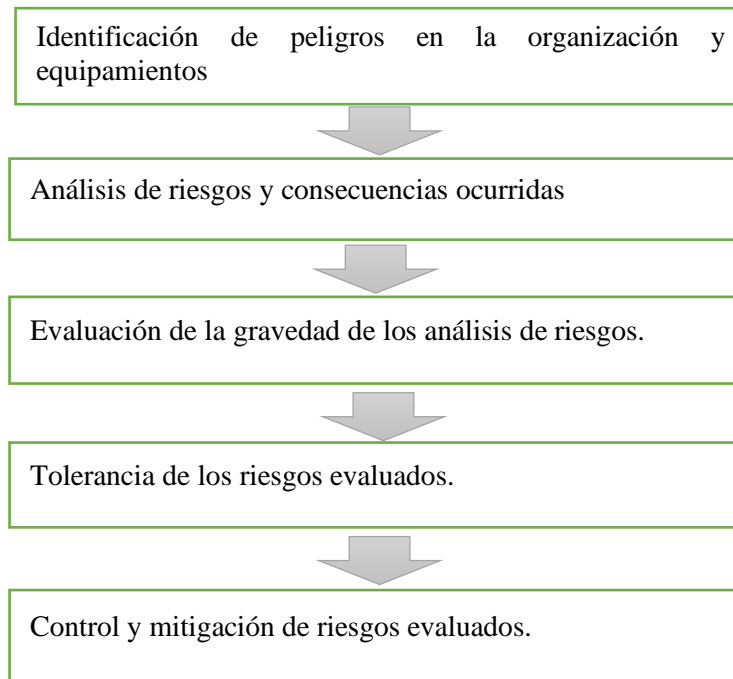 Identificación de peligros en la organización y
equipamientos
Análisis de riesgos y consecuencias ocurridas
Evaluación de la gravedad de los análisis de riesgos.
Tolerancia de los riesgos evaluados.
Control y mitigación de riesgos evaluados.